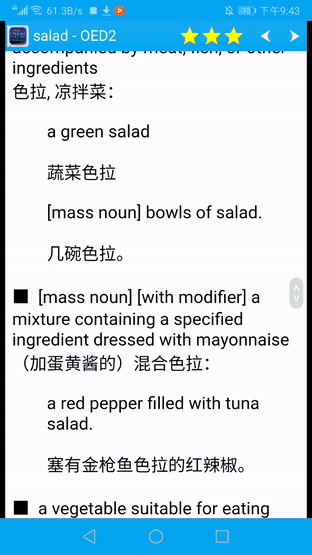 61.3B/s
75
下午9:43
salad - OED2
accompanied by meat, fish, or other
ingredients
色拉, 凉拌菜：
a green salad
蔬菜色拉
[mass noun] bowls of salad.
几碗色拉。
■ [mass noun] [with modifier] a
mixture containing a specified
ingredient dressed with mayonnaise
（加蛋黄酱的）混合色拉：
a red pepper filled with tuna
salad.
塞有金枪鱼色拉的红辣椒。
■ a vegetable suitable for eating